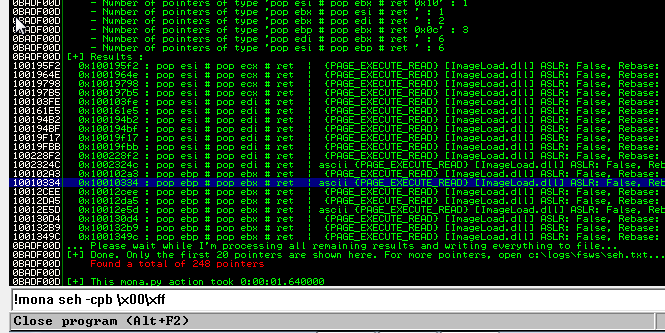 0BADF00D - Number of pointers of type 'pop esi # pop ebx # ret 0x10' : 1
0BADF00D - Number of pointers of type 'pop ebx # pop esi # ret ' : 1
0BADF00D - Number of pointers of type 'pop ebx # pop edi # ret ' : 2
0BADF00D - Number of pointers of type 'pop ebx # pop ebx # ret 0x0c' : 3
0BADF00D - Number of pointers of type 'pop ebp # pop edi # ret ' : 6
0BADF00D - Number of pointers of type 'pop ebp # pop esi # ret ' : 6
0BADF00D [+] Results :
100195F2 0x100195f2 : pop esi # pop ecx # ret | {PAGE_EXECUTE_READ} [ImageLoad.dll] ASLR: False, Rebase:
1001964E 0x1001964e : pop esi # pop ecx # ret | {PAGE_EXECUTE_READ} [ImageLoad.dll] ASLR: False, Rebase:
10019798 0x10019798 : pop esi # pop ecx # ret | {PAGE_EXECUTE_READ} [ImageLoad.dll] ASLR: False, Rebase:
100197B5 0x100197b5 : pop esi # pop ecx # ret | {PAGE_EXECUTE_READ} [ImageLoad.dll] ASLR: False, Rebase:
100103FE 0x100103fe : pop esi # pop edi # ret | {PAGE_EXECUTE_READ} [ImageLoad.dll] ASLR: False, Rebase:
100161E5 0x100161e5 : pop esi # pop edi # ret | {PAGE_EXECUTE_READ} [ImageLoad.dll] ASLR: False, Rebase:
100194B2 0x100194b2 : pop esi # pop edi # ret | {PAGE_EXECUTE_READ} [ImageLoad.dll] ASLR: False, Rebase:
100194BF 0x100194bf : pop esi # pop edi # ret | {PAGE_EXECUTE_READ} [ImageLoad.dll] ASLR: False, Rebase:
10019F17 0x10019f17 : pop esi # pop edi # ret | {PAGE_EXECUTE_READ} [ImageLoad.dll] ASLR: False, Rebase:
10019FBB 0x10019fbb : pop esi # pop edi # ret | {PAGE_EXECUTE_READ} [ImageLoad.dll] ASLR: False, Rebase:
100228F2 0x100228f2 : pop esi # pop edi # ret | {PAGE_EXECUTE_READ} [ImageLoad.dll] ASLR: False, Rebase:
1002324C 0x1002324c : pop esi # pop edi # ret | ascii {PAGE_EXECUTE_READ} [ImageLoad.dll] ASLR: False, Reb
100102A3 0x100102a3 : pop ebp # pop ebx # ret | {PAGE_EXECUTE_READ} [ImageLoad.dll] ASLR: False, Rebase:
10010334 0x10010334 : pop ebp # pop ebx # ret | ascii {PAGE_EXECUTE_READ} [ImageLoad.dll] ASLR: False, Reb
10012CEE 0x10012cee : pop ebp # pop ebx # ret | {PAGE_EXECUTE_READ} [ImageLoad.dll] ASLR: False, Rebase:
10012DA5 0x10012da5 : pop ebp # pop ebx # ret | {PAGE_EXECUTE_READ} [ImageLoad.dll] ASLR: False, Rebase:
10012E5D 0x10012e5d : pop ebp # pop ebx # ret | ascii {PAGE_EXECUTE_READ} [ImageLoad.dll] ASLR: False, Reb
100130D4 0x100130d4 : pop ebp # pop ebx # ret | {PAGE_EXECUTE_READ} [ImageLoad.dll] ASLR: False, Rebase:
100132B9 0x100132b9 : pop ebp # pop ebx # ret | {PAGE_EXECUTE_READ} [ImageLoad.dll] ASLR: False, Rebase:
1001349C 0x1001349c : pop ebp # pop ebx # ret | {PAGE_EXECUTE_READ} [ImageLoad.dll] ASLR: False, Rebase:
0BADF00D ... Please wait while I'm processing all remaining results and writing everything to file...
0BADF00D [+] Done. Only the first 20 pointers are shown here. For more pointers, open c:\logs\fsws\seh.txt...
0BADF00D Found a total of 248 pointers
0BADF00D
0BADF00D [+] This mona.py action took 0:00:01.640000
!mona seh -cpb \x00\xff
Close program (Alt+F2)